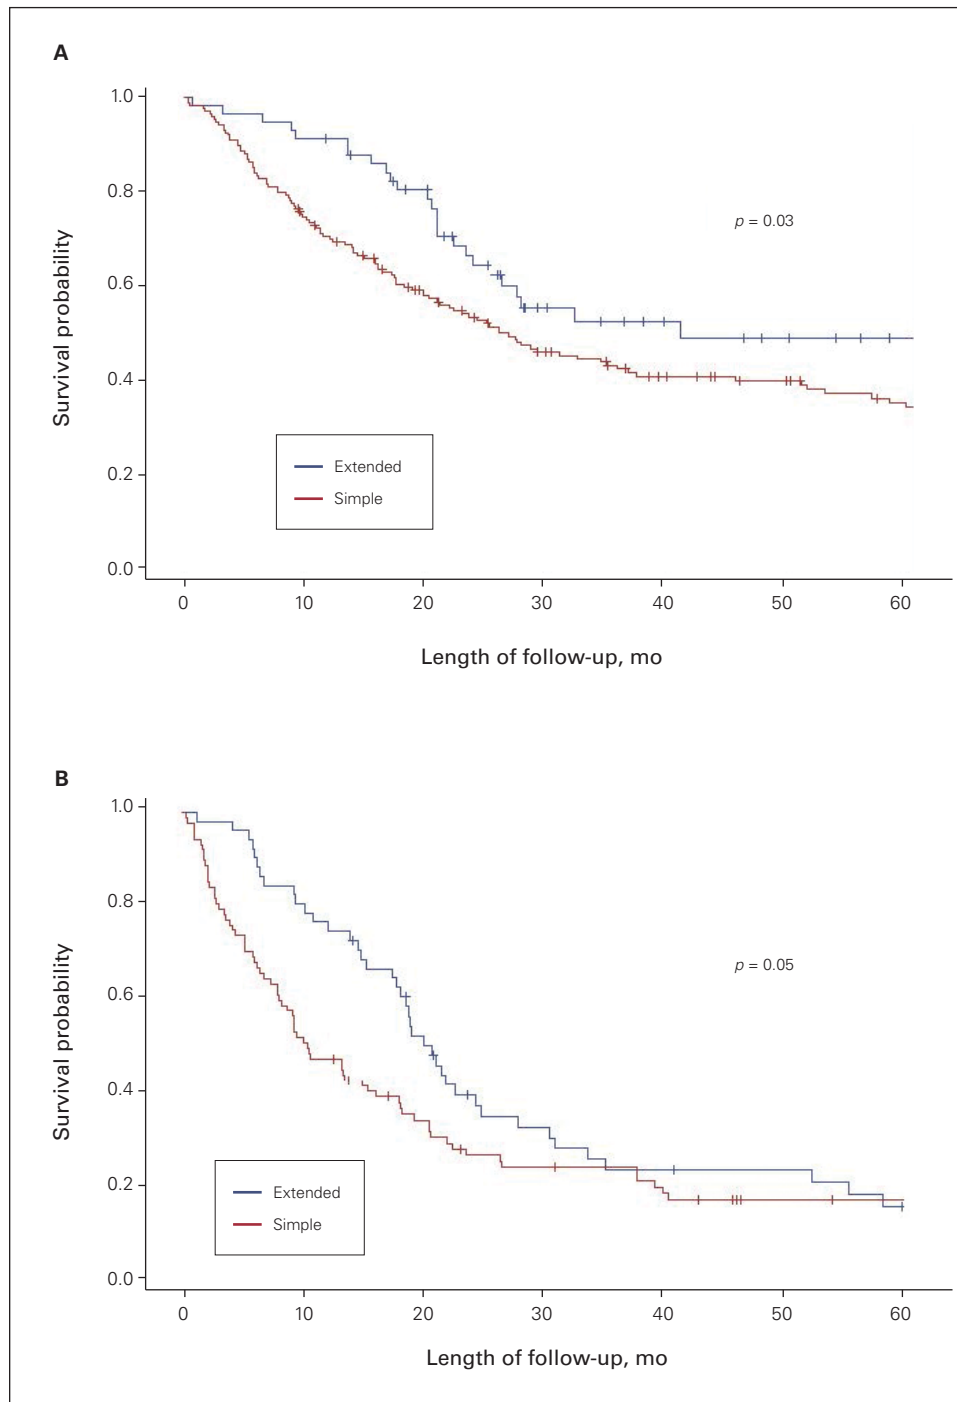 A
1.0
0.8
0.6
0.4
0.2
0.0
Survival probability
p = 0.03
Extended
Simple
0 10 20 30 40 50 60
Length of follow-up, mo
B
1.0
0.8
0.6
0.4
0.2
0.0
Survival probability
p = 0.05
Extended
Simple
0 10 20 30 40 50 60
Length of follow-up, mo